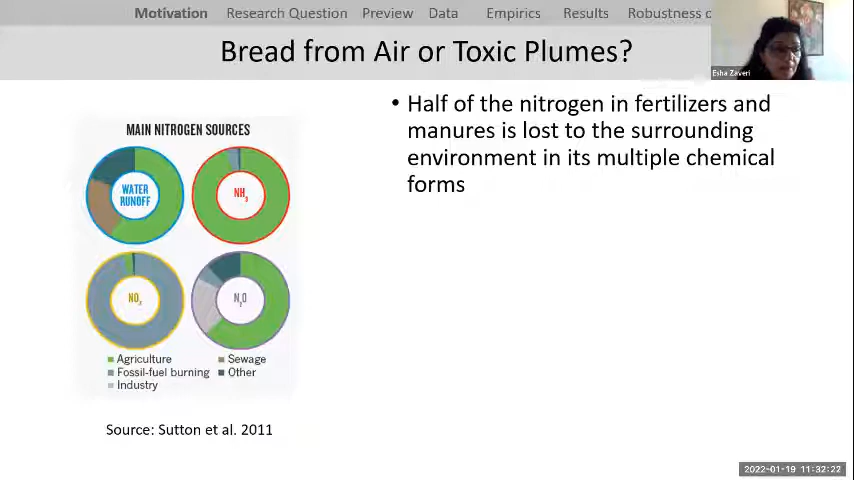 Motivation Research Question Preview Data Empirics Results Robustness
Bread from Air or Toxic Plumes?
Esha Zaveri
• Half of the nitrogen in fertilizers and
manures is lost to the surrounding
environment in its multiple chemical
forms
MAIN NITROGEN SOURCES
WATER
RUNOFF
NH₃
NOₓ
N₂O
Agriculture
Sewage
Fossil-fuel burning
Other
Industry
Source: Sutton et al. 2011
2022-01-19 11:32:22